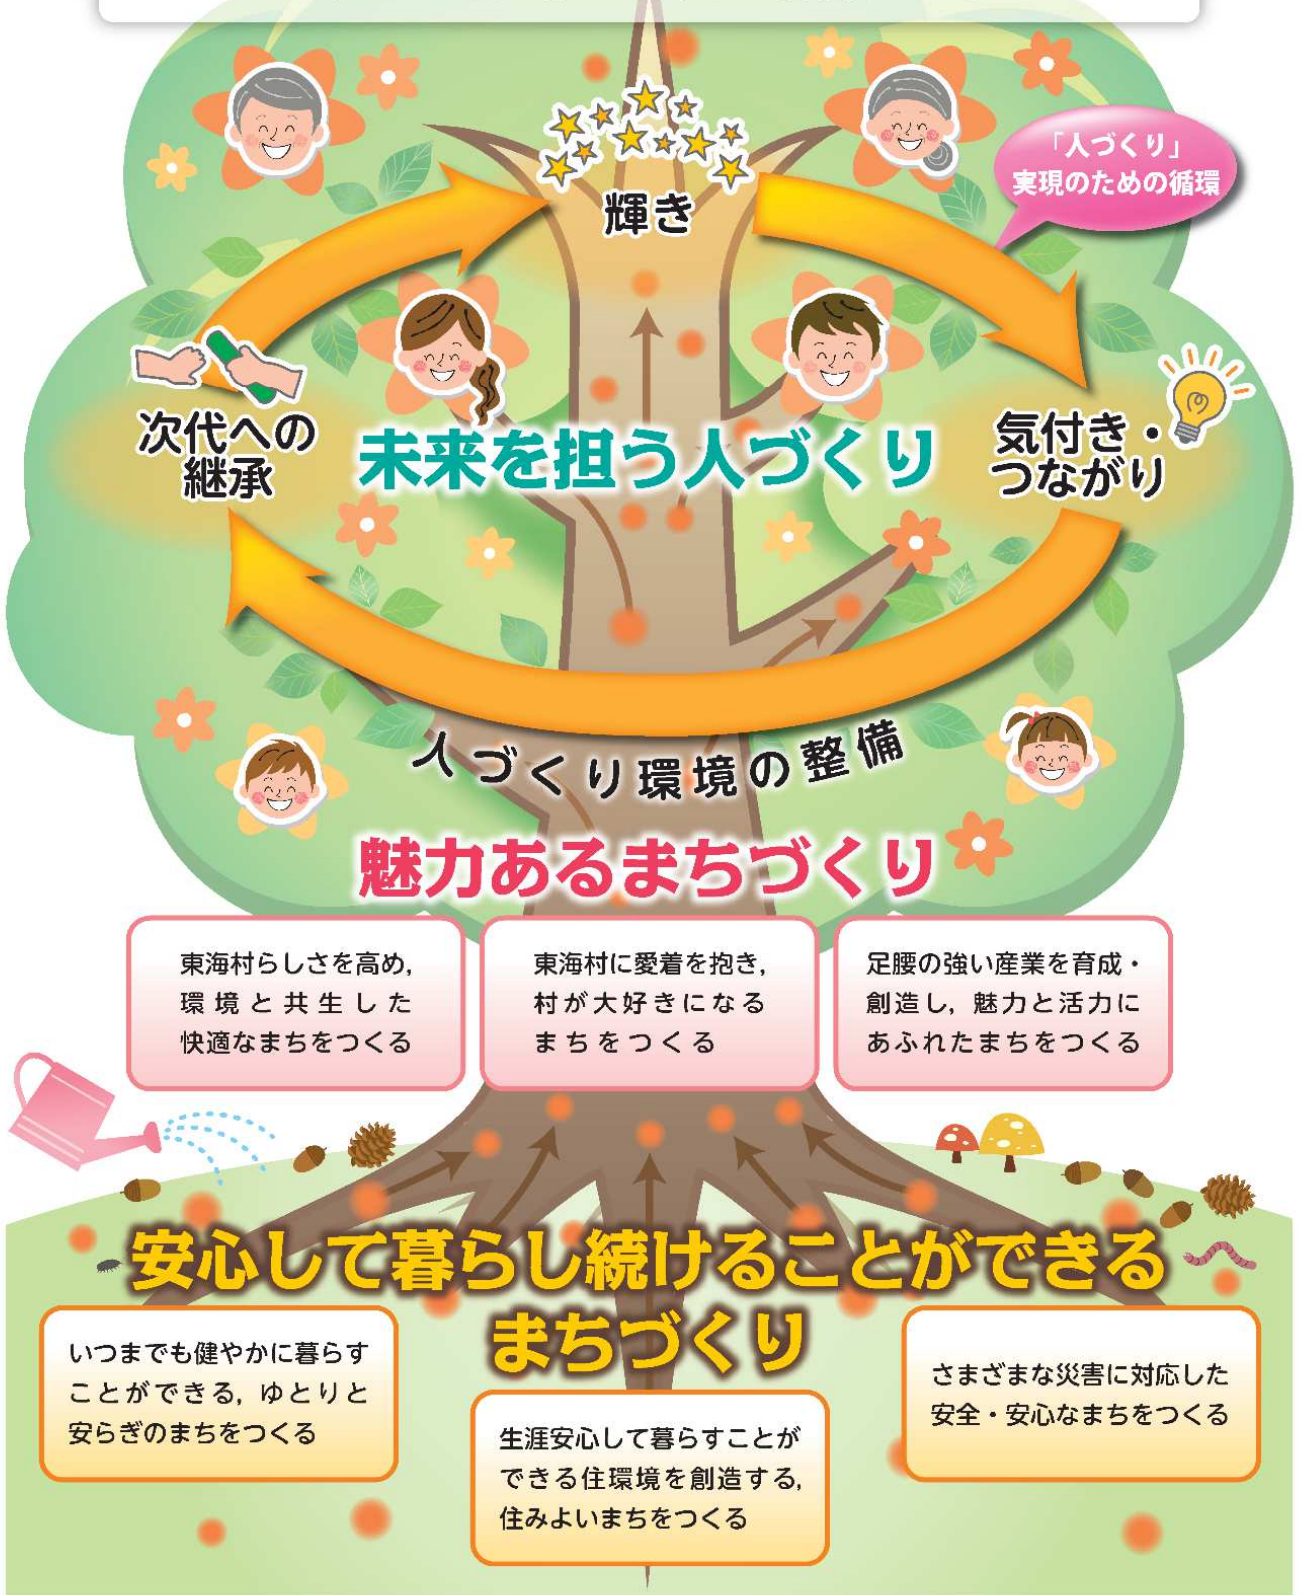 「人づくり」
実現のための循環
輝き
次代への
継承
未来を担う人づくり
気付き・
つながり
人づくり環境の整備
魅力あるまちづくり
東海村らしさを高め，
環境と共生した
快適なまちをつくる
東海村に愛着を抱き，
村が大好きになる
まちをつくる
足腰の強い産業を育成・
創造し，魅力と活力に
あふれたまちをつくる
安心して暮らし続けることができる
まちづくり
いつまでも健やかに暮らす
ことができる，ゆとりと
安らぎのまちをつくる
生涯安心して暮らすことが
できる住環境を創造する，
住みよいまちをつくる
さまざまな災害に対応した
安全・安心なまちをつくる